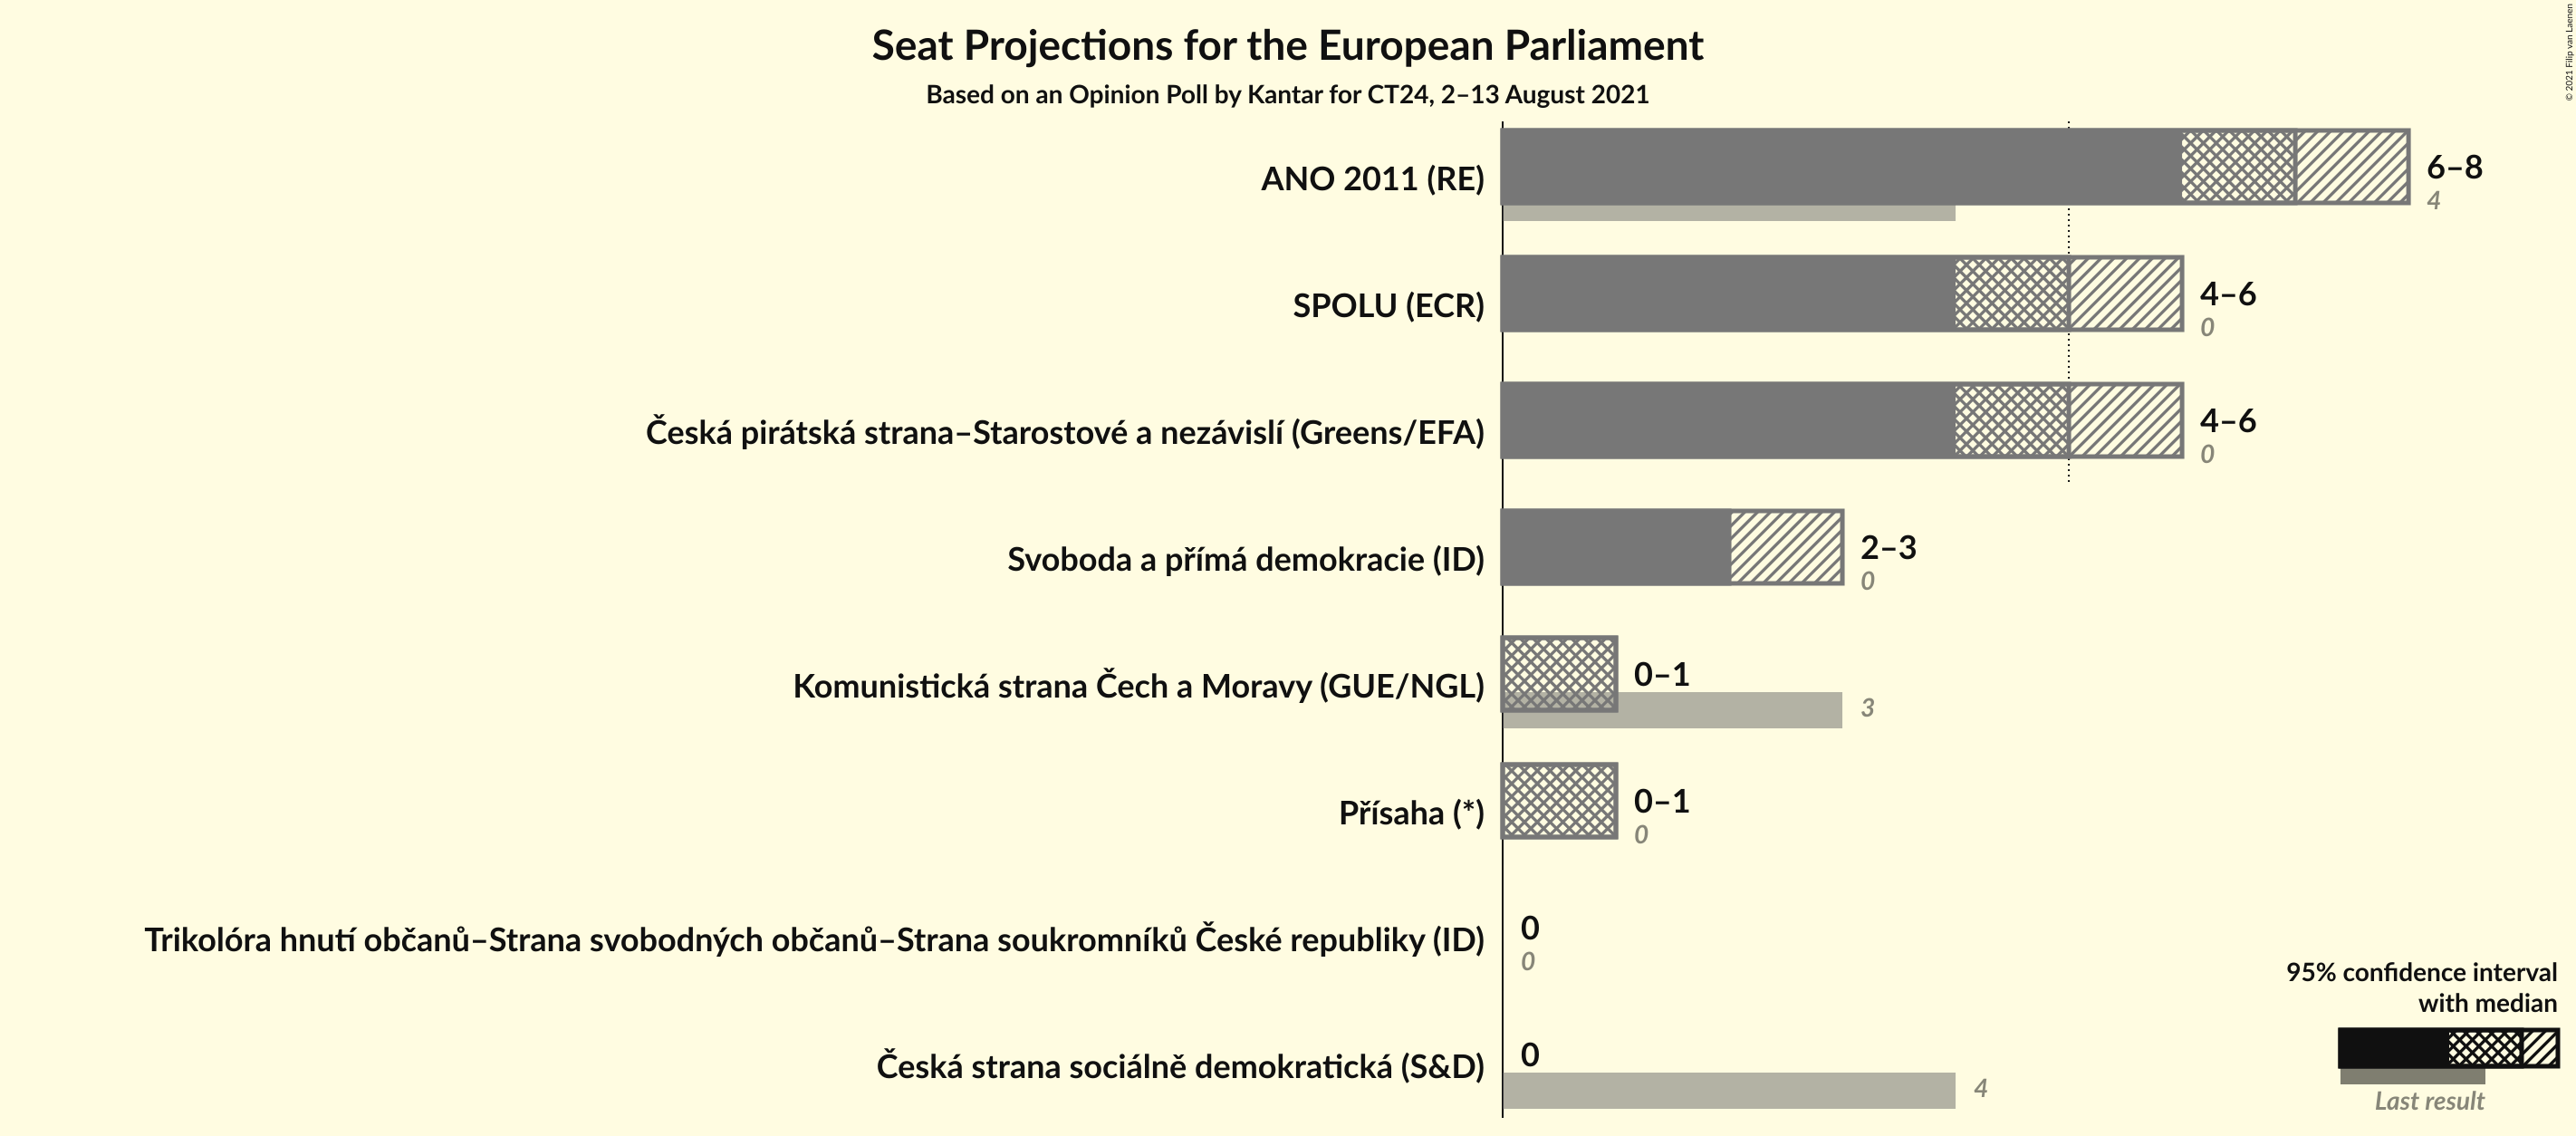 Seat Projections for the European Parliament
Based on an Opinion Poll by Kantar for CT24, 2–13 August 2021
© 2021 Filip van Laenen
ANO 2011 (RE)
6–8
4
SPOLU (ECR)
4–6
0
Česká pirátská strana–Starostové a nezávislí (Greens/EFA)
4–6
0
Svoboda a přímá demokracie (ID)
2–3
0
Komunistická strana Čech a Moravy (GUE/NGL)
0–1
3
Přísaha (*)
0–1
0
Trikolóra hnutí občanů–Strana svobodných občanů–Strana soukromníků České republiky (ID)
0
0
Česká strana sociálně demokratická (S&D)
0
4
95% confidence interval
with median
Last result